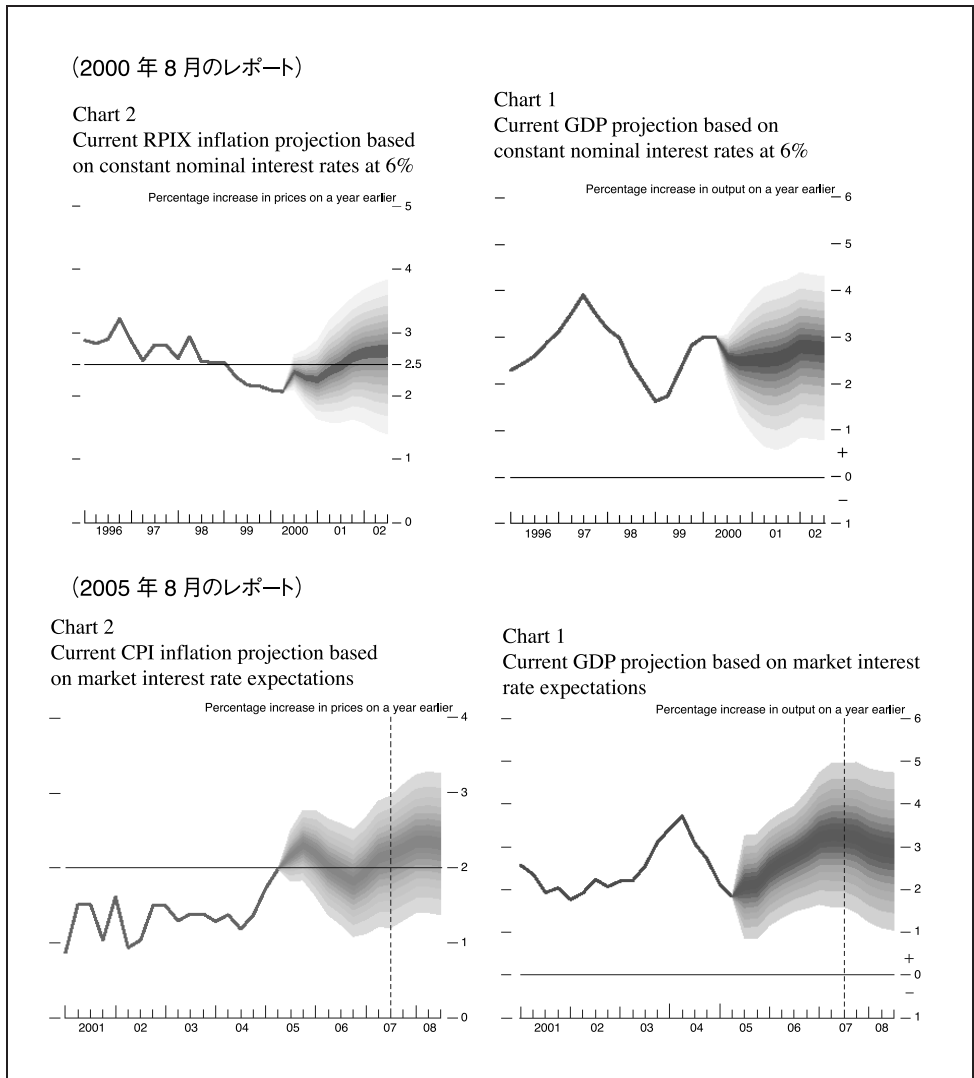 （2000 年 8 月のレポート）
Chart 2
Current RPIX inflation projection based
on constant nominal interest rates at 6%
Percentage increase in prices on a year earlier
5
4
3
2.5
2
1
0
1996 97 98 99 2000 01 02
Chart 1
Current GDP projection based on
constant nominal interest rates at 6%
Percentage increase in output on a year earlier
6
5
4
3
2
1
+
0
−
1
1996 97 98 99 2000 01 02
（2005 年 8 月のレポート）
Chart 2
Current CPI inflation projection based
on market interest rate expectations
Percentage increase in prices on a year earlier
4
3
2
1
0
2001 02 03 04 05 06 07 08
Chart 1
Current GDP projection based on market interest
rate expectations
Percentage increase in output on a year earlier
6
5
4
3
2
1
+
0
−
1
2001 02 03 04 05 06 07 08